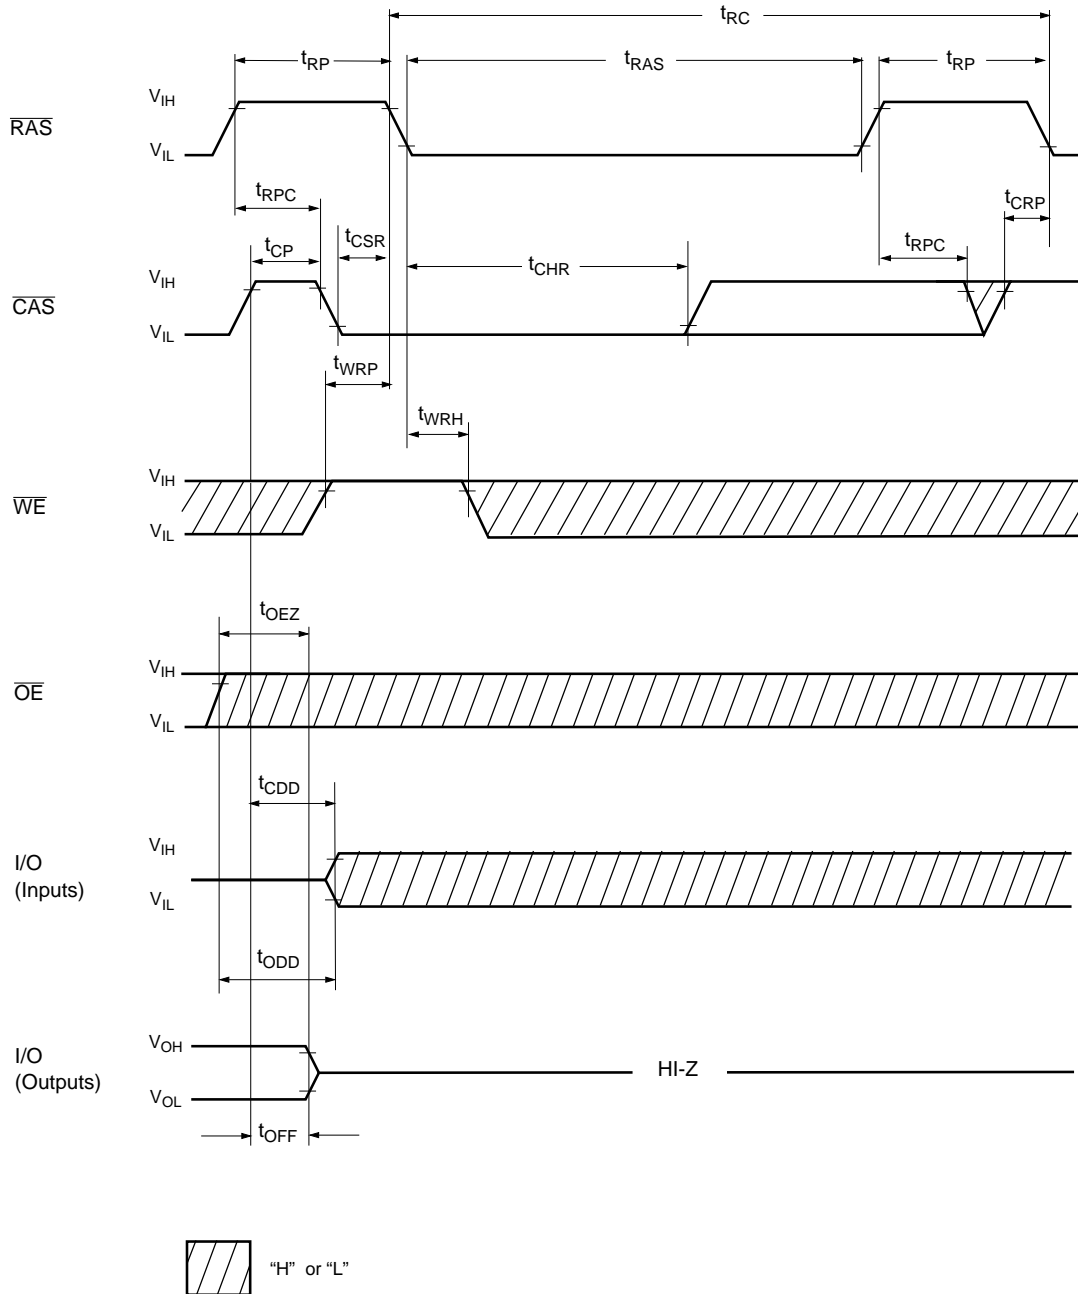 tRC
tRP
tRAS
tRP
VIH
RAS
VIL
tRPC
tCRP
tCP
tCSR
tRPC
tCHR
VIH
CAS
VIL
tWRP
tWRH
VIH
WE
VIL
tOEZ
VIH
OE
VIL
tCDD
VIH
I/O
(Inputs)
VIL
tODD
VOH
I/O
(Outputs)
HI-Z
VOL
tOFF
“H” or “L”